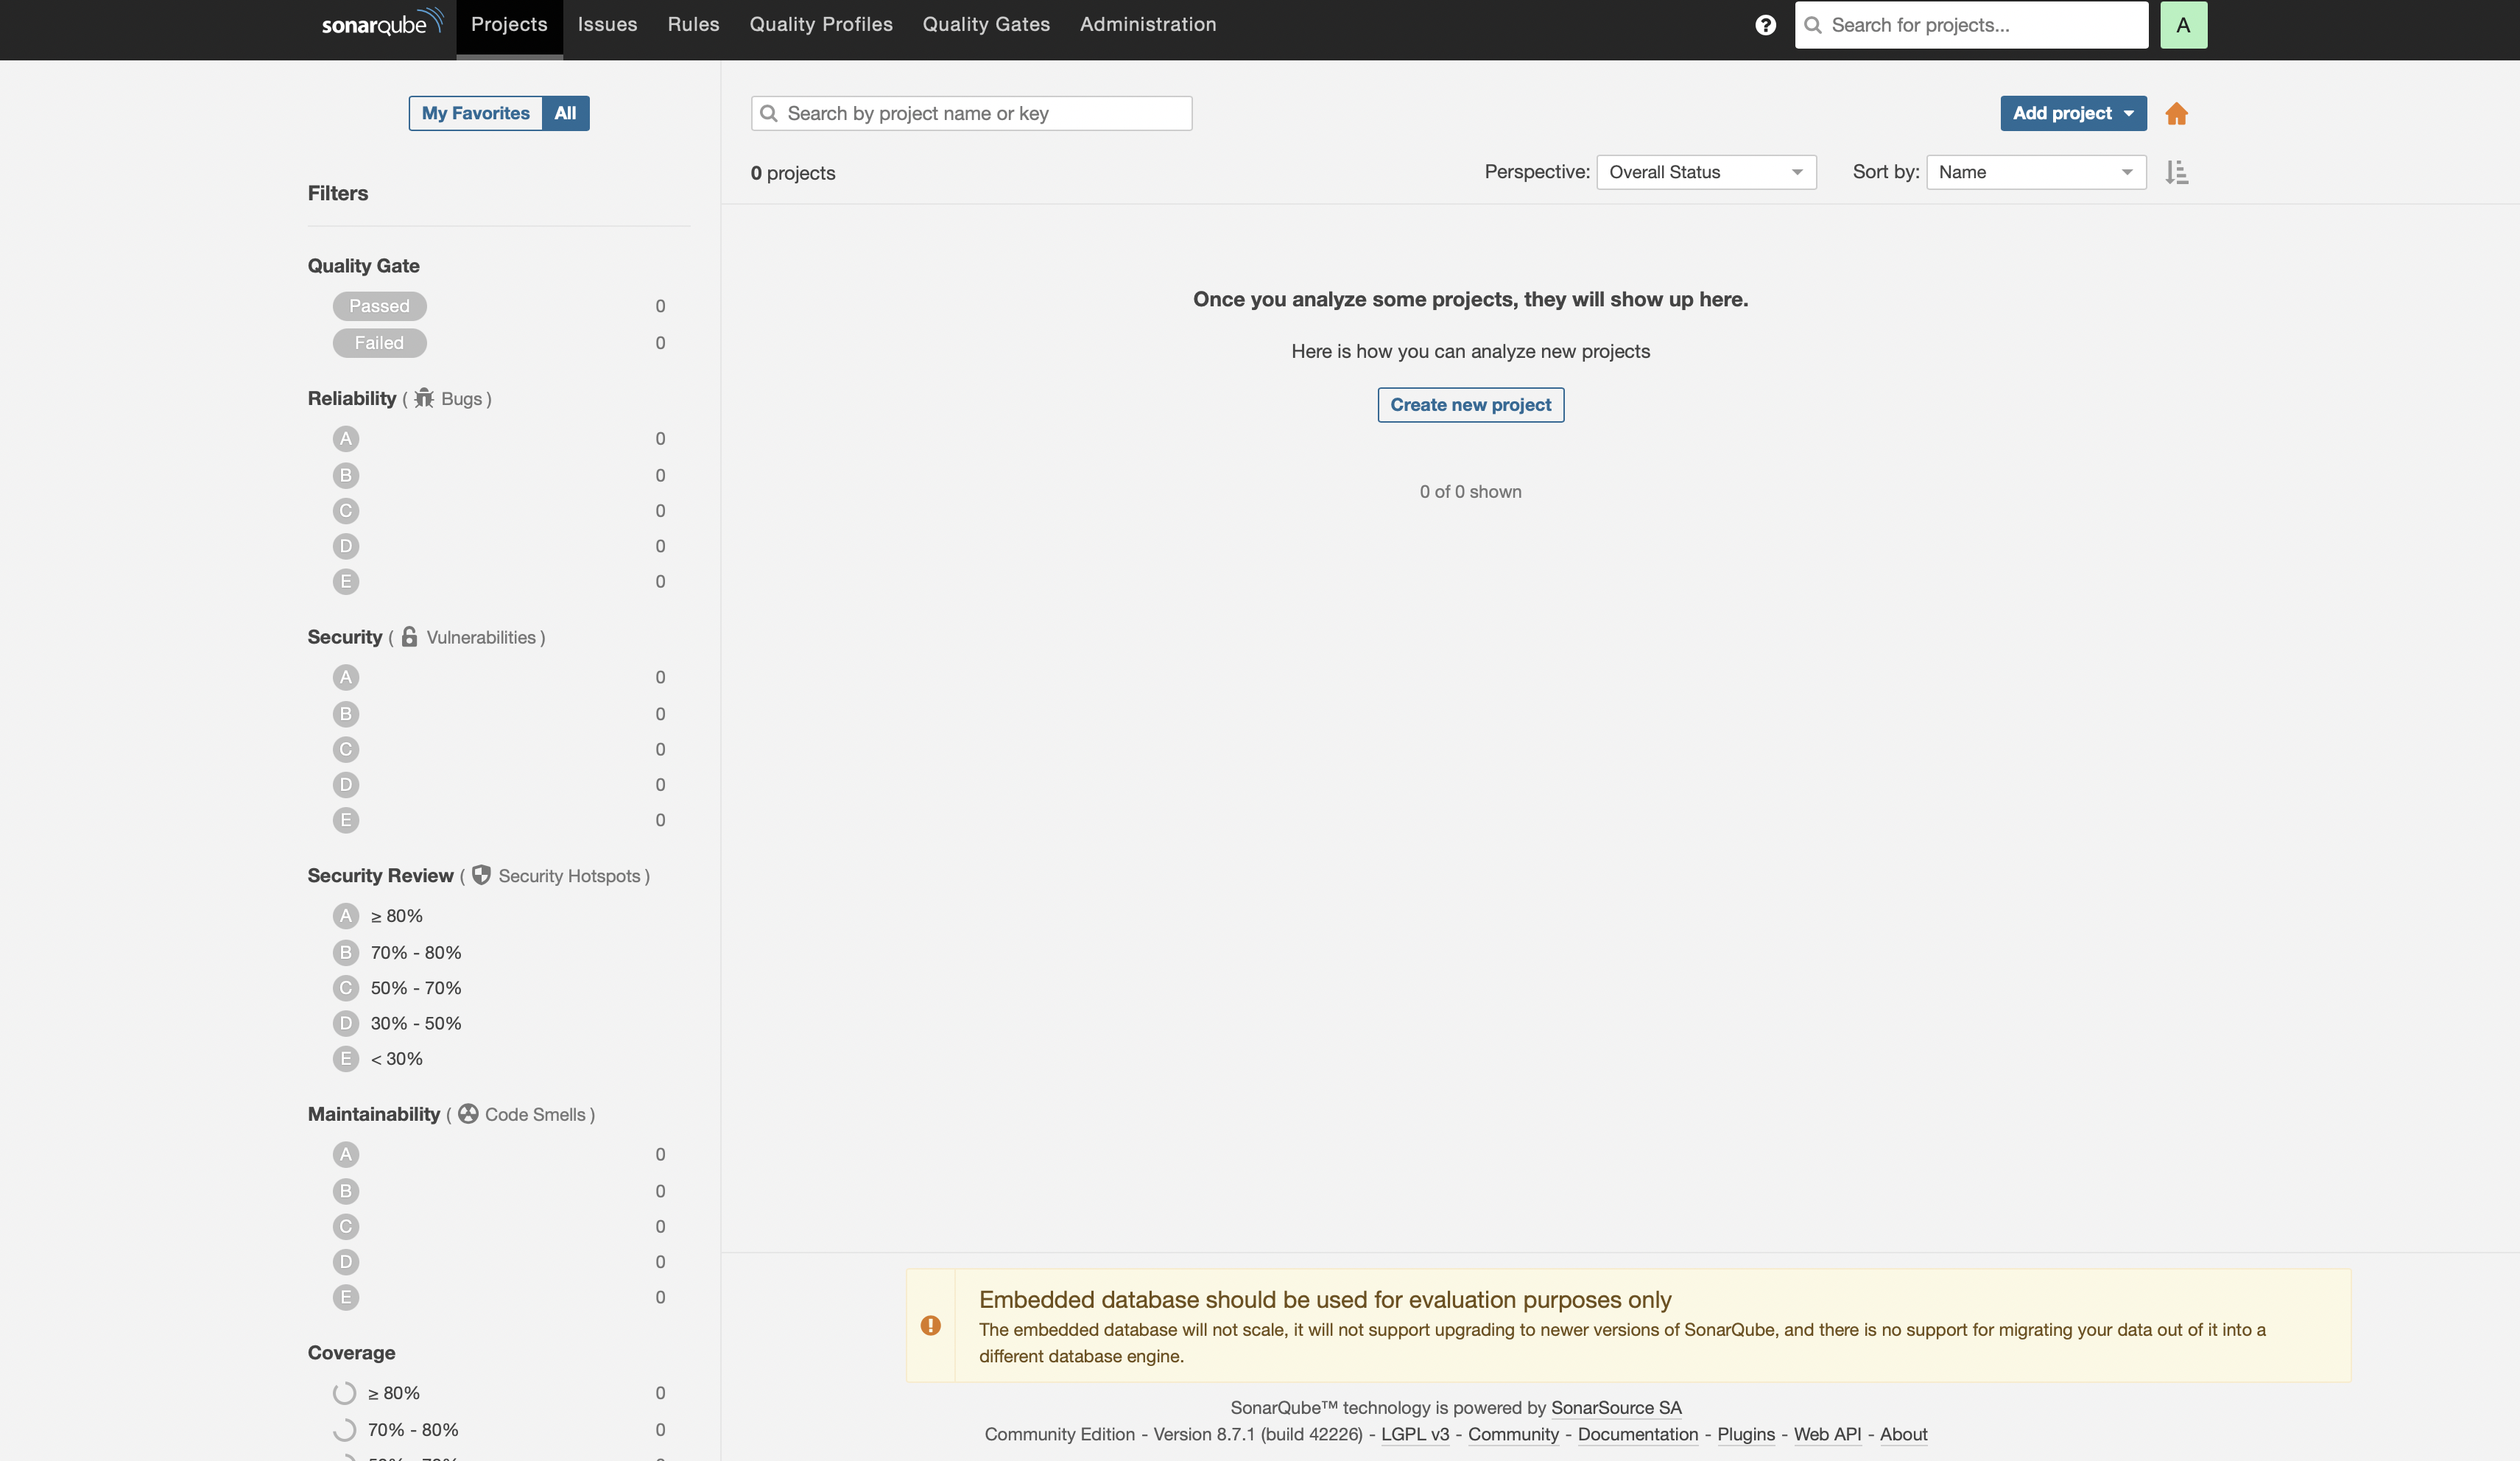 sonarqube Projects Issues Rules Quality Profiles Quality Gates Administration ? Search for projects... A
My Favorites All
Search by project name or key
Add project
0 projects
Perspective: Overall Status
Sort by: Name
Filters
Quality Gate
Passed 0
Failed 0
Reliability ( Bugs )
A 0
B 0
C 0
D 0
E 0
Security ( Vulnerabilities )
A 0
B 0
C 0
D 0
E 0
Security Review ( Security Hotspots )
A ≥ 80%
B 70% - 80%
C 50% - 70%
D 30% - 50%
E < 30%
Maintainability ( Code Smells )
A 0
B 0
C 0
D 0
E 0
Coverage
≥ 80% 0
70% - 80% 0
Once you analyze some projects, they will show up here.
Here is how you can analyze new projects
Create new project
0 of 0 shown
Embedded database should be used for evaluation purposes only
The embedded database will not scale, it will not support upgrading to newer versions of SonarQube, and there is no support for migrating your data out of it into a
different database engine.
SonarQube™ technology is powered by SonarSource SA
Community Edition - Version 8.7.1 (build 42226) - LGPL v3 - Community - Documentation - Plugins - Web API - About